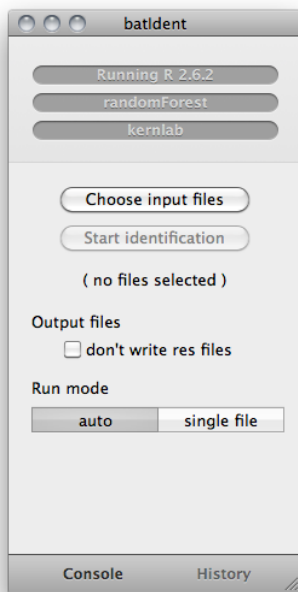 batIdent
Running R 2.6.2
randomForest
kernlab
Choose input files
Start identification
( no files selected )
Output files
don't write res files
Run mode
auto single file
Console History